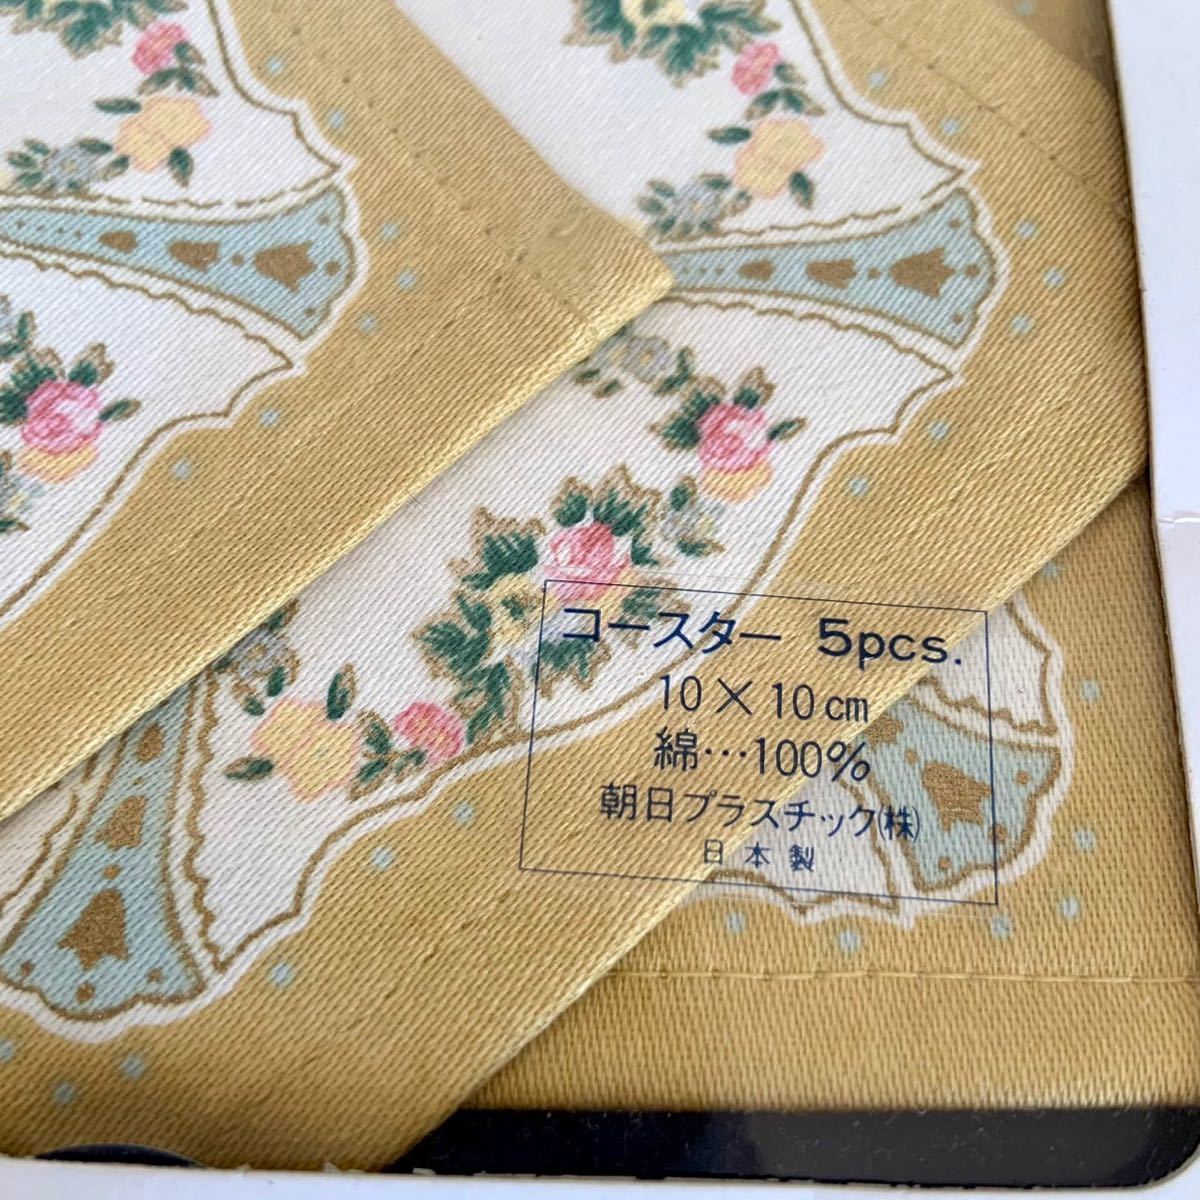 コースター 5pcs.
10×10cm
綿…100%
朝日プラスチック㈱
日本製